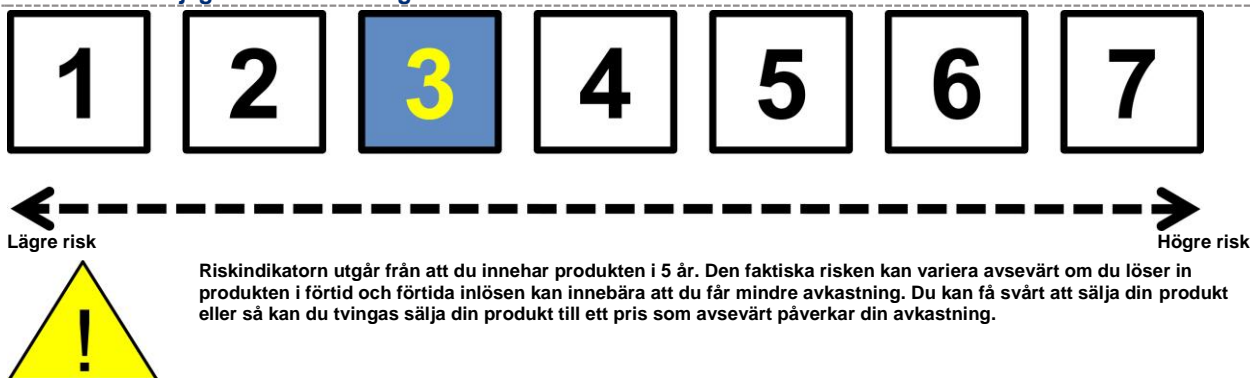 1 2 3 4 5 6 7
Lägre risk Högre risk
Riskindikatorn utgår från att du innehar produkten i 5 år. Den faktiska risken kan variera avsevärt om du löser in
produkten i förtid och förtida inlösen kan innebära att du får mindre avkastning. Du kan få svårt att sälja din produkt
eller så kan du tvingas sälja din produkt till ett pris som avsevärt påverkar din avkastning.
!